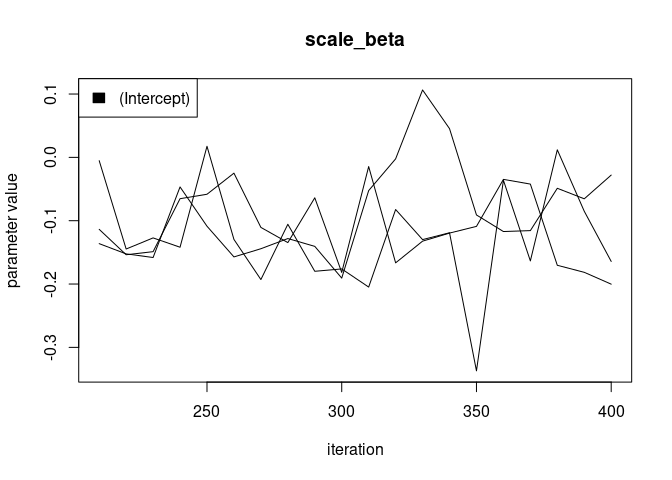 scale_beta
(Intercept)
parameter value
0.1
0.0
-0.1
-0.2
-0.3
250 300 350 400
iteration